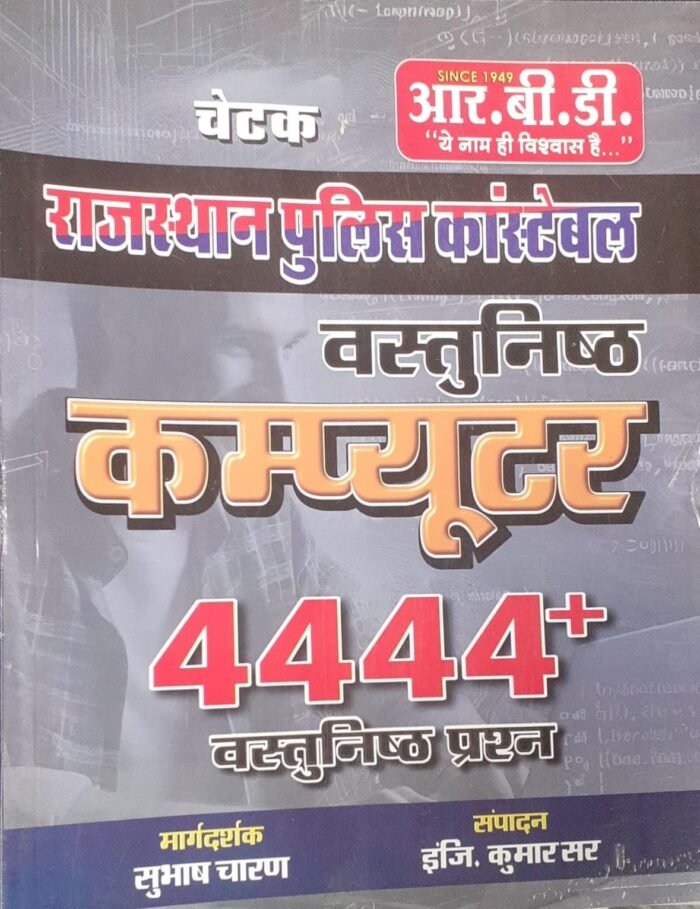 SINCE 1949
आर.बी.डी.
"ये नाम ही विश्वास है..."
चेटक
राजस्थान पुलिस कांस्टेबल
वस्तुनिष्ठ
कम्प्यूटर
4444+
वस्तुनिष्ठ प्रश्न
मार्गदर्शक
सुभाष चारण
संपादन
इंजि. कुमार सर